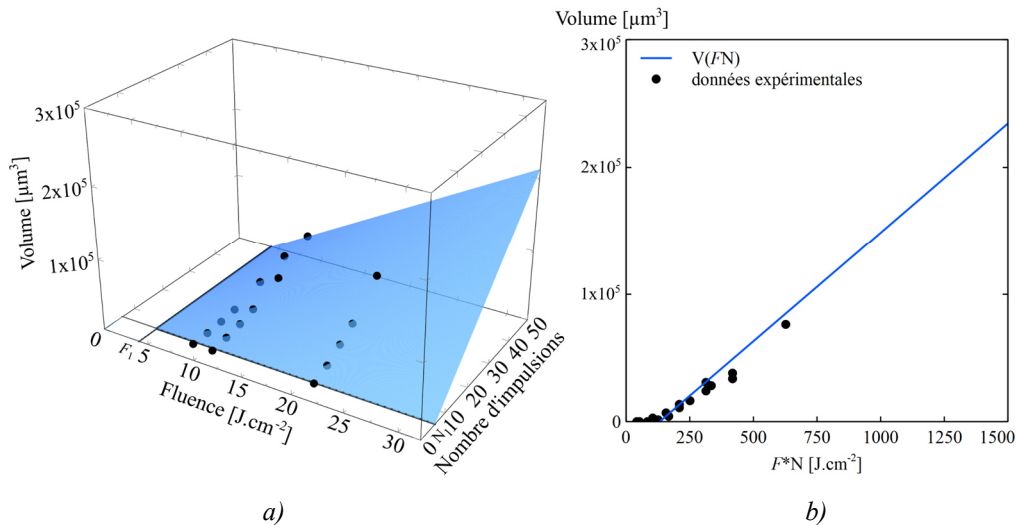 a)
3x10⁵
2x10⁵
1x10⁵
Volume [µm³]
0
F₁
5
10
15
20
25
30
Fluence [J.cm⁻²]
0
N₁
10
20
30
40
50
Nombre d'impulsions
a)
Volume [µm³]
b)
3x10⁵
2x10⁵
1x10⁵
0
V(FN)
données expérimentales
0
250
500
750
1000
1250
1500
F*N [J.cm⁻²]
b)